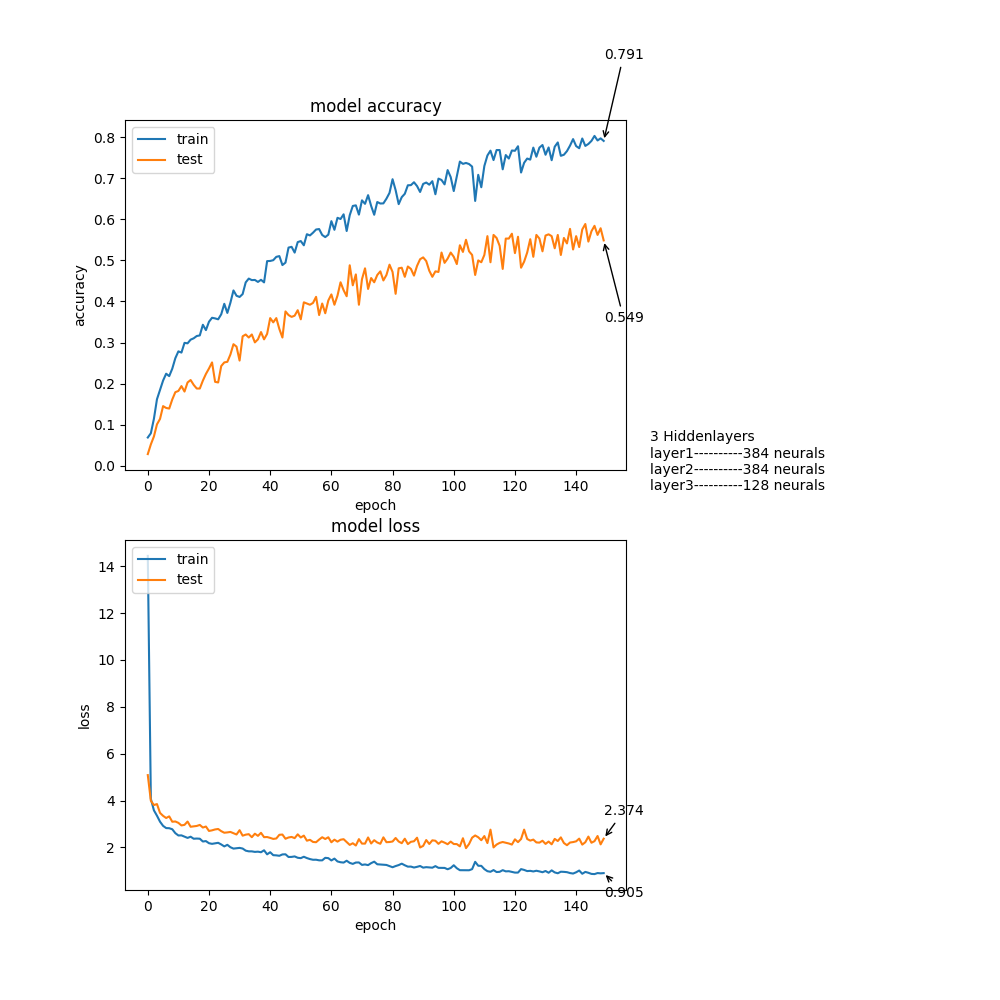 0.791
model accuracy
train
test
0.8
0.7
0.6
0.5
0.4
0.3
0.2
0.1
0.0
accuracy
0.549
0
20
40
60
80
100
120
140
epoch
3 Hiddenlayers
layer1----------384 neurals
layer2----------384 neurals
layer3----------128 neurals
model loss
train
test
14
12
10
8
6
4
2
loss
2.374
0.905
0
20
40
60
80
100
120
140
epoch